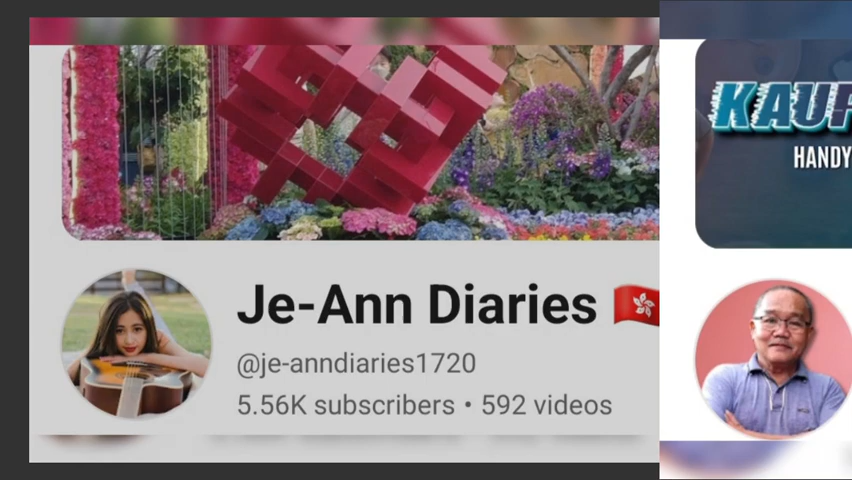 Je-Ann Diaries 🇭🇰
@je-anndiaries1720
5.56K subscribers • 592 videos
KAUF
HANDY